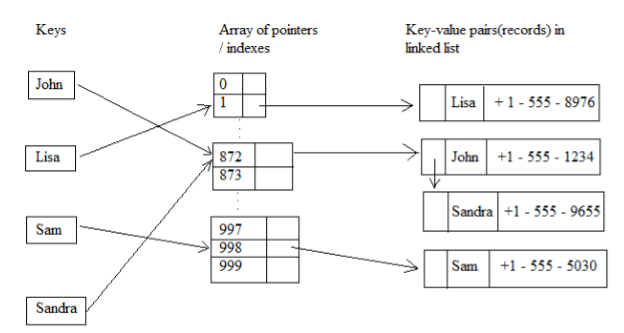 Keys
Array of pointers
/ indexes
Key-value pairs(records) in
linked list
John
Lisa
Sam
Sandra
0
1
872
873
997
998
999
Lisa + 1 - 555 - 8976
John +1 - 555 - 1234
Sandra +1 - 555 - 9655
Sam +1 - 555 - 5030